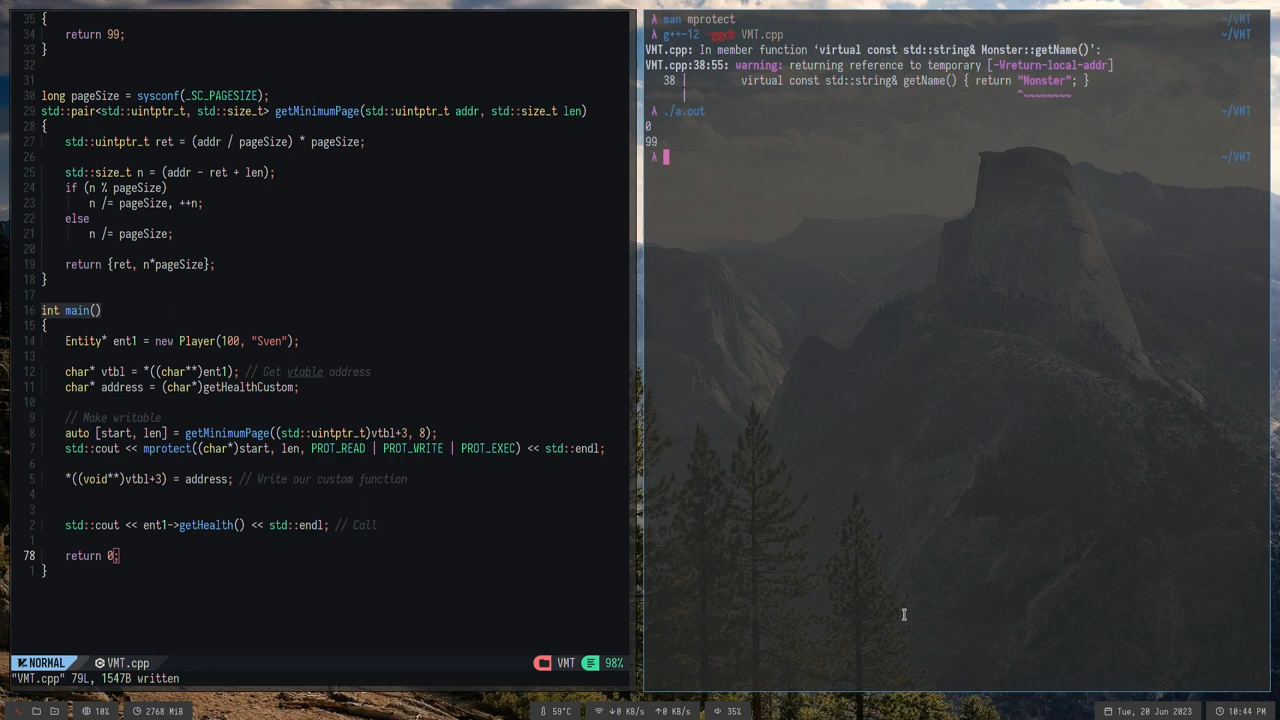 35 {
34     return 99;
33 }
32
31
30 long pageSize = sysconf(_SC_PAGESIZE);
29 std::pair<std::uintptr_t, std::size_t> getMinimumPage(std::uintptr_t addr, std::size_t len)
28 {
27     std::uintptr_t ret = (addr / pageSize) * pageSize;
26
25     std::size_t n = (addr - ret + len);
24     if (n % pageSize)
23         n /= pageSize, ++n;
22     else
21         n /= pageSize;
20
19     return {ret, n*pageSize};
18 }
17
16 int main()
15 {
14     Entity* ent1 = new Player(100, "Sven");
13
12     char* vtbl = *((char**)ent1); // Get vtable address
11     char* address = (char*)getHealthCustom;
10
9     // Make writable
8     auto [start, len] = getMinimumPage((std::uintptr_t)vtbl+3, 8);
7     std::cout << mprotect((char*)start, len, PROT_READ | PROT_WRITE | PROT_EXEC) << std::endl;
6
5     *((void**)vtbl+3) = address; // Write our custom function
4
3
2     std::cout << ent1->getHealth() << std::endl; // Call
1
78     return 0;
1 }
NORMAL VMT.cpp VMT 98%
"VMT.cpp" 79L, 1547B written
λ man mprotect ~/VMT
λ g++-12 -ggdb VMT.cpp ~/VMT
VMT.cpp: In member function ‘virtual const std::string& Monster::getName()’:
VMT.cpp:38:55: warning: returning reference to temporary [-Wreturn-local-addr]
38 |         virtual const std::string& getName() { return "Monster"; }
|                                                       ^~~~~~~~~
λ ./a.out ~/VMT
0
99
λ ~/VMT
10% 2768 MiB 59°C ↓0 KB/s ↑0 KB/s 35% Tue, 20 Jun 2023 10:44 PM